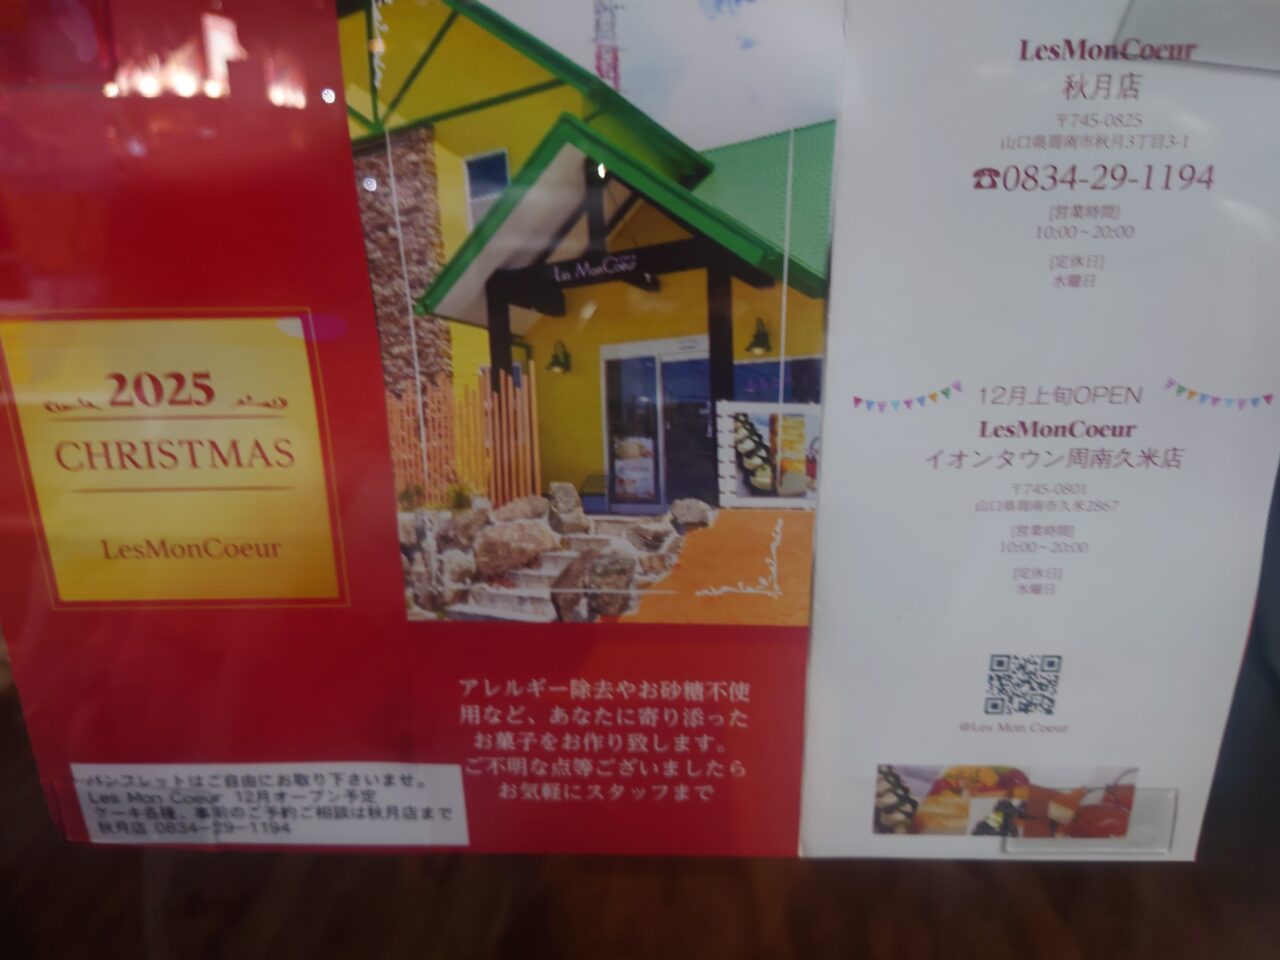 2025
CHRISTMAS
LesMonCoeur
パンフレットはご自由にお取り下さいませ。
Les Mon Coeur 12月オープン予定
ケーキ各種、事前のご予約ご相談は秋月店まで
秋月店 0834-29-1194
Les MonCoeur
アレルギー除去やお砂糖不使
用など、あなたに寄り添った
お菓子をお作り致します。
ご不明な点等ございましたら
お気軽にスタッフまで
LesMonCoeur
秋月店
〒745-0825
山口県周南市秋月3丁目3-1
☎0834-29-1194
[営業時間]
10:00~20:00
[定休日]
水曜日
12月上旬OPEN
LesMonCoeur
イオンタウン周南久米店
〒745-0801
山口県周南市久米2867
[営業時間]
10:00~20:00
[定休日]
水曜日
@Les Mon Coeur